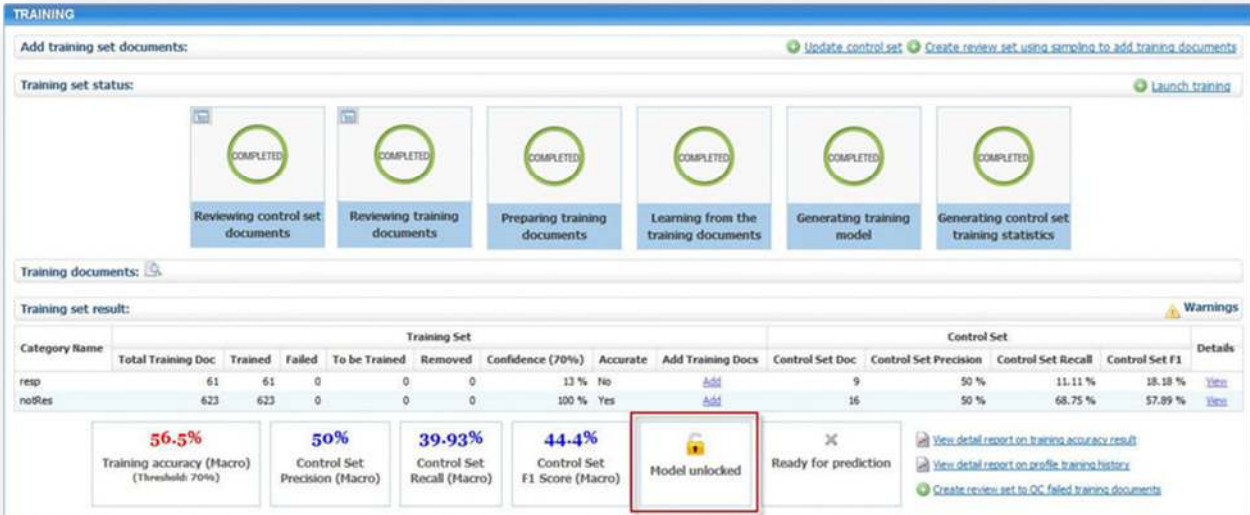 TRAINING
Add training set documents: Update control set Create review set using sampling to add training documents
Training set status: Launch training
COMPLETED COMPLETED COMPLETED COMPLETED COMPLETED COMPLETED
Reviewing control set documents Reviewing training documents Preparing training documents Learning from the training documents Generating training model Generating control set training statistics
Training documents:
Training set result: Warnings
Category Name Training Set Control Set Details
Total Training Doc Trained Failed To be Trained Removed Confidence (70%) Accurate Add Training Docs Control Set Doc Control Set Precision Control Set Recall Control Set F1
resp 61 61 0 0 0 13 % No Add 9 50 % 11.11 % 18.18 % View
notRes 623 623 0 0 0 100 % Yes Add 16 50 % 68.75 % 57.89 % View
56.5% 50% 39.93% 44.4%
Training accuracy (Macro) Control Set Control Set Control Set Model unlocked Ready for prediction
(Threshold: 70%) Precision (Macro) Recall (Macro) F1 Score (Macro)
View detail report on training accuracy result
View detail report on profile training history
Create review set to QC failed training documents